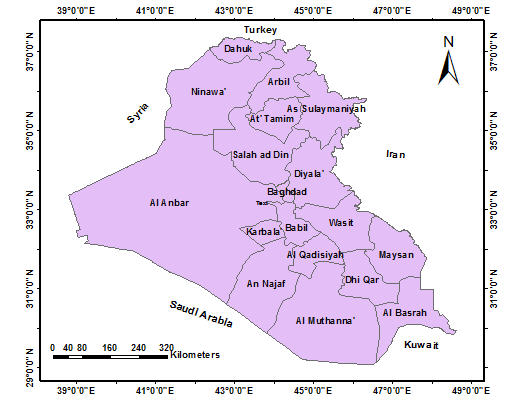 39°0'0"E 41°0'0"E 43°0'0"E 45°0'0"E 47°0'0"E 49°0'0"E
Turkey
N
37°0'0"N
37°0'0"N
Dahuk
Arbil
Ninawa'
As Sulaymaniyah
Syria
At' Tamim
35°0'0"N
35°0'0"N
Iran
Salah ad Din
Diyala'
Baghdad
Al Anbar
Text
33°0'0"N
33°0'0"N
Wasit
Babil
Karbala
Al Qadisiyah
Maysan
An Najaf
Dhi Qar
31°0'0"N
31°0'0"N
Saudi Arabia
Al Muthanna'
Al Basrah
Kuwait
0 40 80 160 240 320
Kilometers
29°0'0"N
29°0'0"N
39°0'0"E 41°0'0"E 43°0'0"E 45°0'0"E 47°0'0"E 49°0'0"E